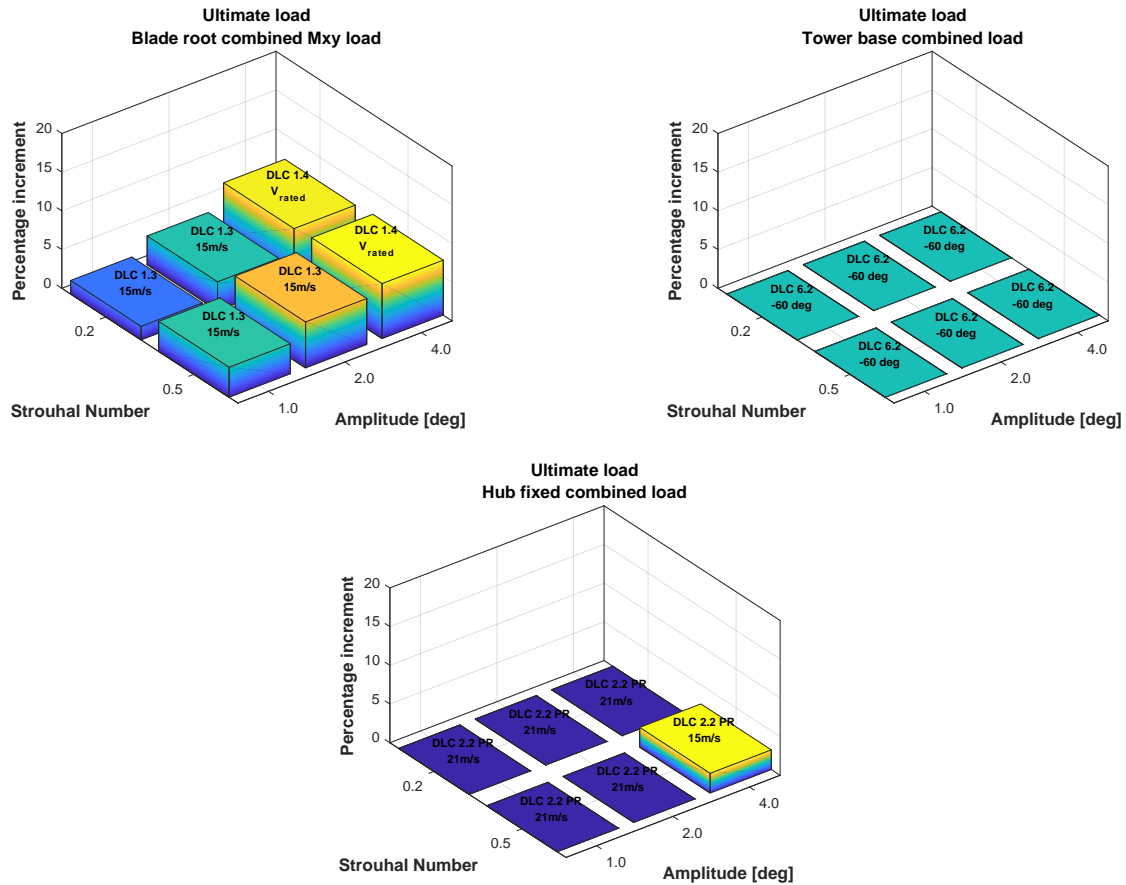 Ultimate load
Blade root combined Mxy load
Percentage increment
20
15
10
5
0
DLC 1.4
V rated
DLC 1.3
15m/s
DLC 1.4
V rated
DLC 1.3
15m/s
DLC 1.3
15m/s
DLC 1.3
15m/s
0.2
0.5
Strouhal Number
1.0
2.0
4.0
Amplitude [deg]
Ultimate load
Tower base combined load
Percentage increment
20
15
10
5
0
DLC 6.2
-60 deg
DLC 6.2
-60 deg
DLC 6.2
-60 deg
DLC 6.2
-60 deg
DLC 6.2
-60 deg
DLC 6.2
-60 deg
0.2
0.5
Strouhal Number
1.0
2.0
4.0
Amplitude [deg]
Ultimate load
Hub fixed combined load
Percentage increment
20
15
10
5
0
DLC 2.2 PR
21m/s
DLC 2.2 PR
21m/s
DLC 2.2 PR
15m/s
DLC 2.2 PR
21m/s
DLC 2.2 PR
21m/s
DLC 2.2 PR
21m/s
0.2
0.5
Strouhal Number
1.0
2.0
4.0
Amplitude [deg]